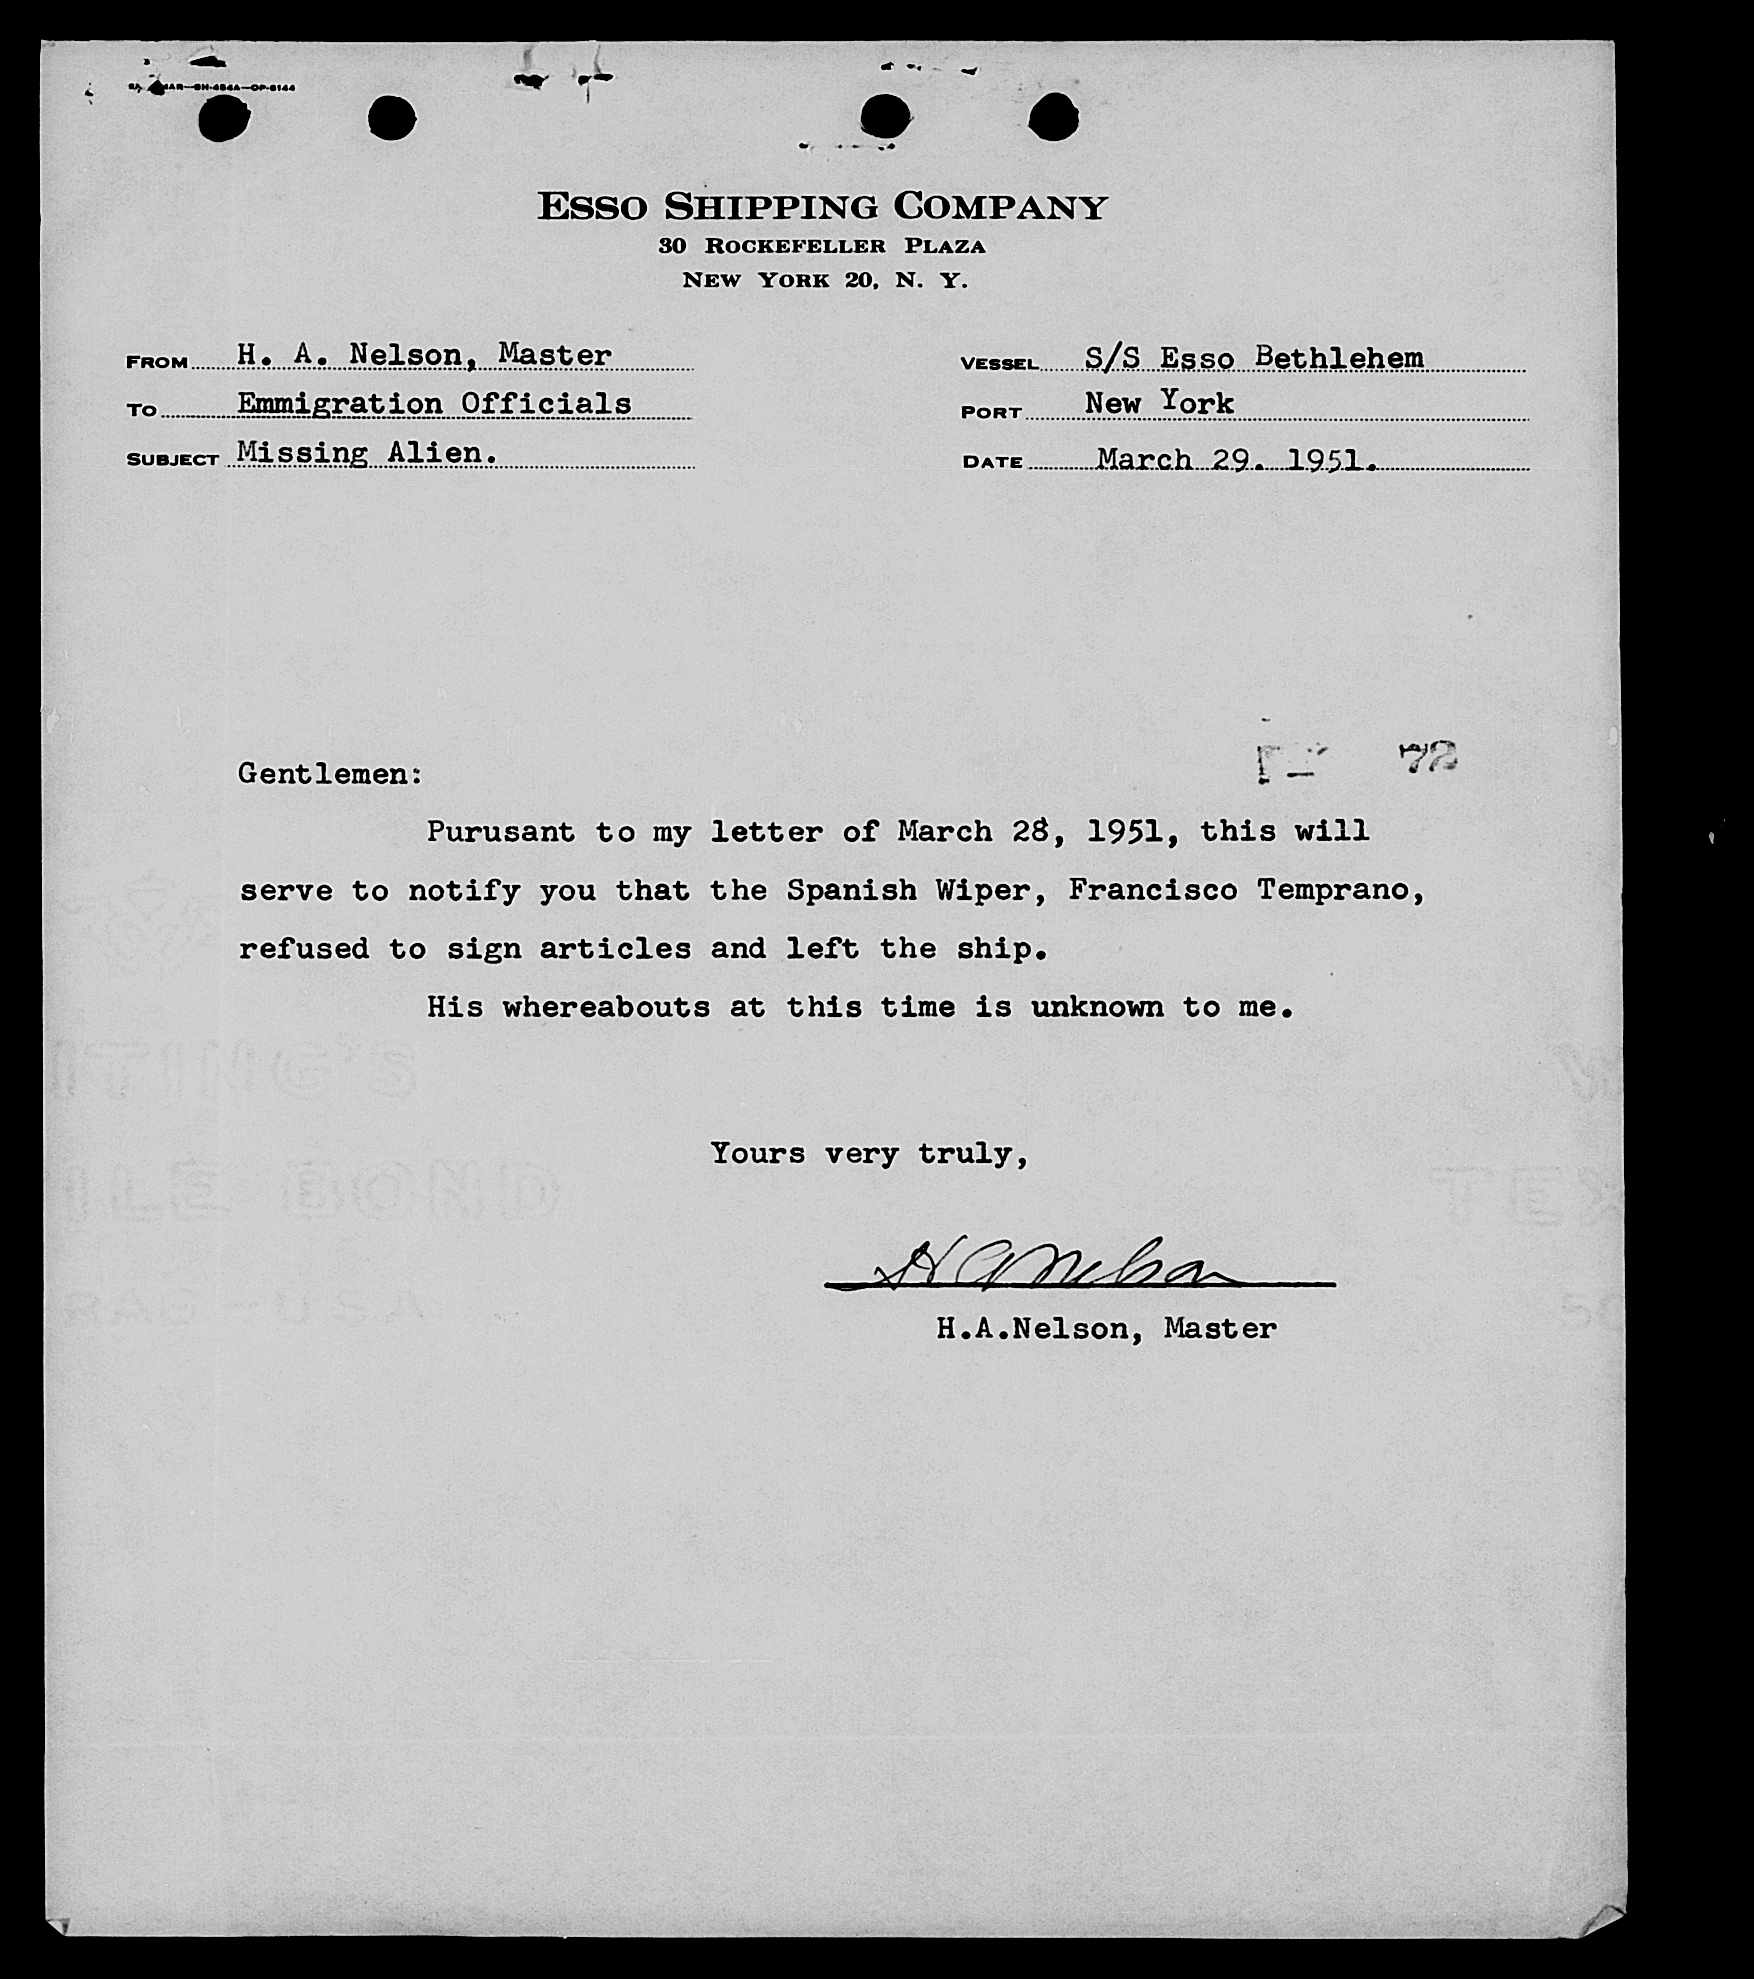 ESSO SHIPPING COMPANY
30 ROCKEFELLER PLAZA
NEW YORK 20, N. Y.
FROM H. A. Nelson, Master
VESSEL S/S Esso Bethlehem
TO Emmigration Officials
PORT New York
SUBJECT Missing Alien.
DATE March 29. 1951.
72
Gentlemen:
Purusant to my letter of March 28, 1951, this will
serve to notify you that the Spanish Wiper, Francisco Temprano,
refused to sign articles and left the ship.
His whereabouts at this time is unknown to me.
Yours very truly,
H A Nelson
H.A.Nelson, Master